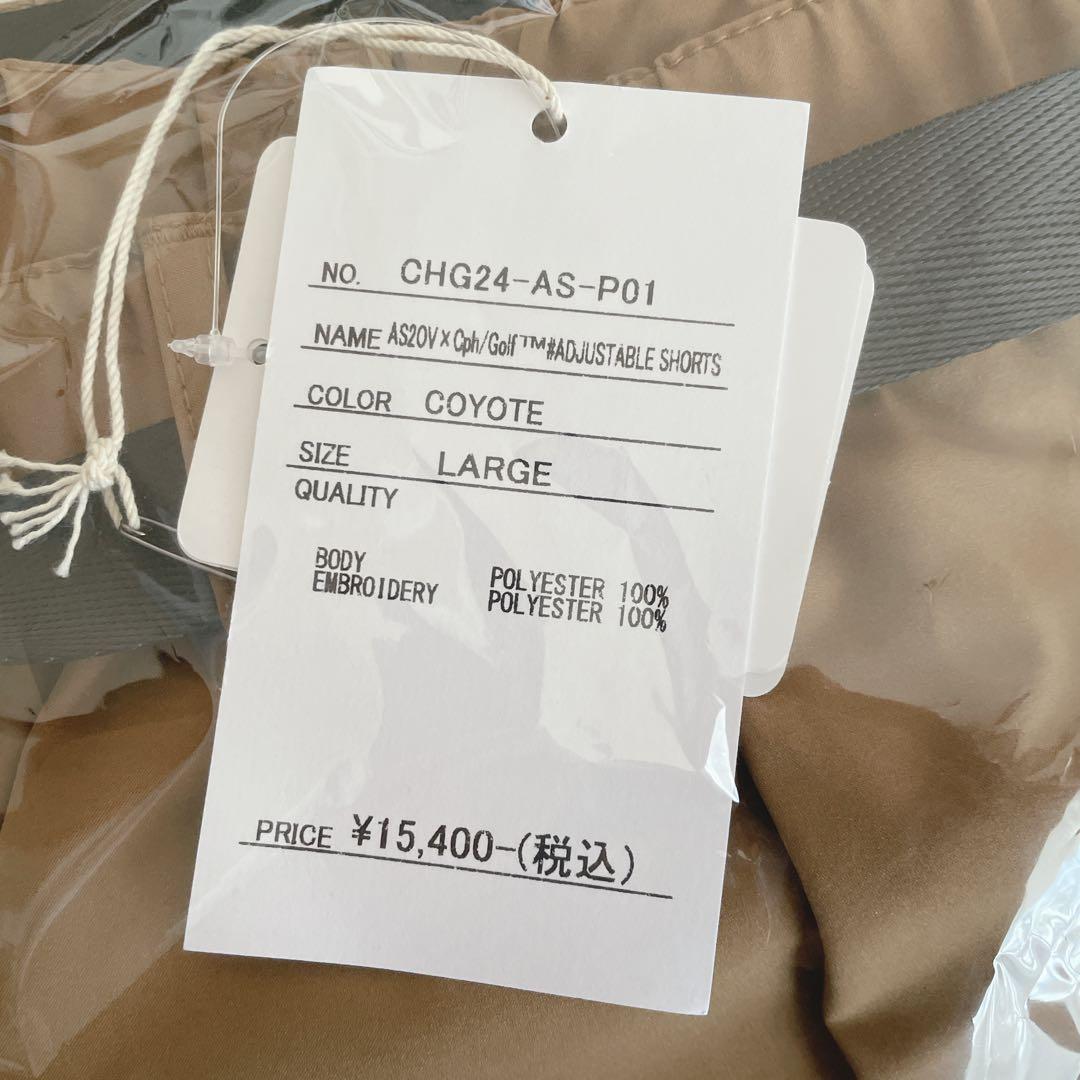 NO. CHG24-AS-P01
NAME AS2OV x Cph/Golf™#ADJUSTABLE SHORTS
COLOR COYOTE
SIZE LARGE
QUALITY
BODY POLYESTER 100%
EMBROIDERY POLYESTER 100%
PRICE ¥15,400-(税込)